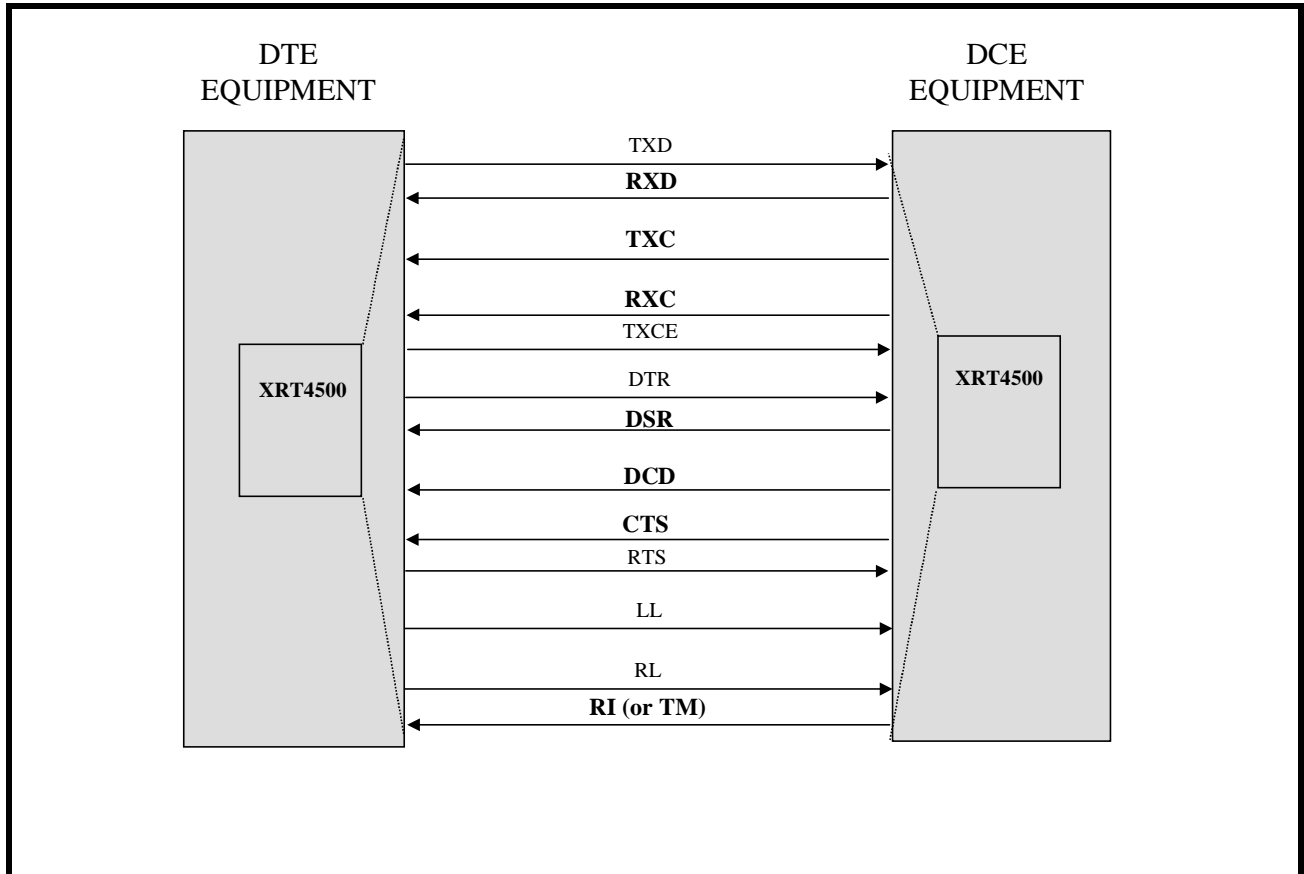 DTE
EQUIPMENT
DCE
EQUIPMENT
TXD
RXD
TXC
RXC
TXCE
DTR
DSR
DCD
CTS
RTS
LL
RL
RI (or TM)
XRT4500
XRT4500